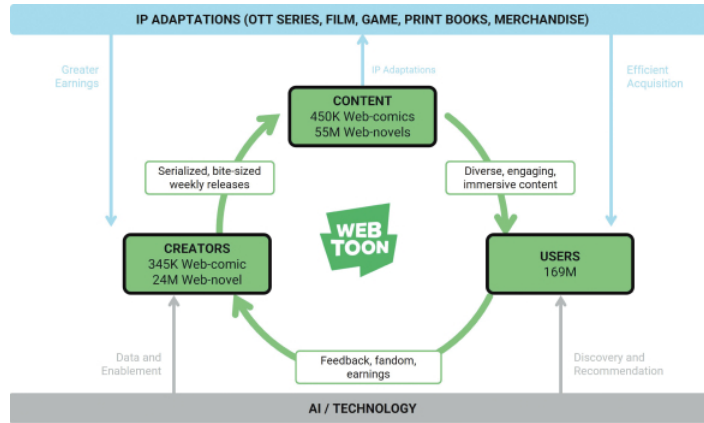 IP ADAPTATIONS (OTT SERIES, FILM, GAME, PRINT BOOKS, MERCHANDISE)
Greater
Earnings
IP Adaptations
Efficient
Acquisition
CONTENT
450K Web-comics
55M Web-novels
Serialized, bite-sized
weekly releases
Diverse, engaging,
immersive content
WEB
TOON
CREATORS
345K Web-comic
24M Web-novel
USERS
169M
Feedback, fandom,
earnings
Data and
Enablement
Discovery and
Recommendation
AI / TECHNOLOGY